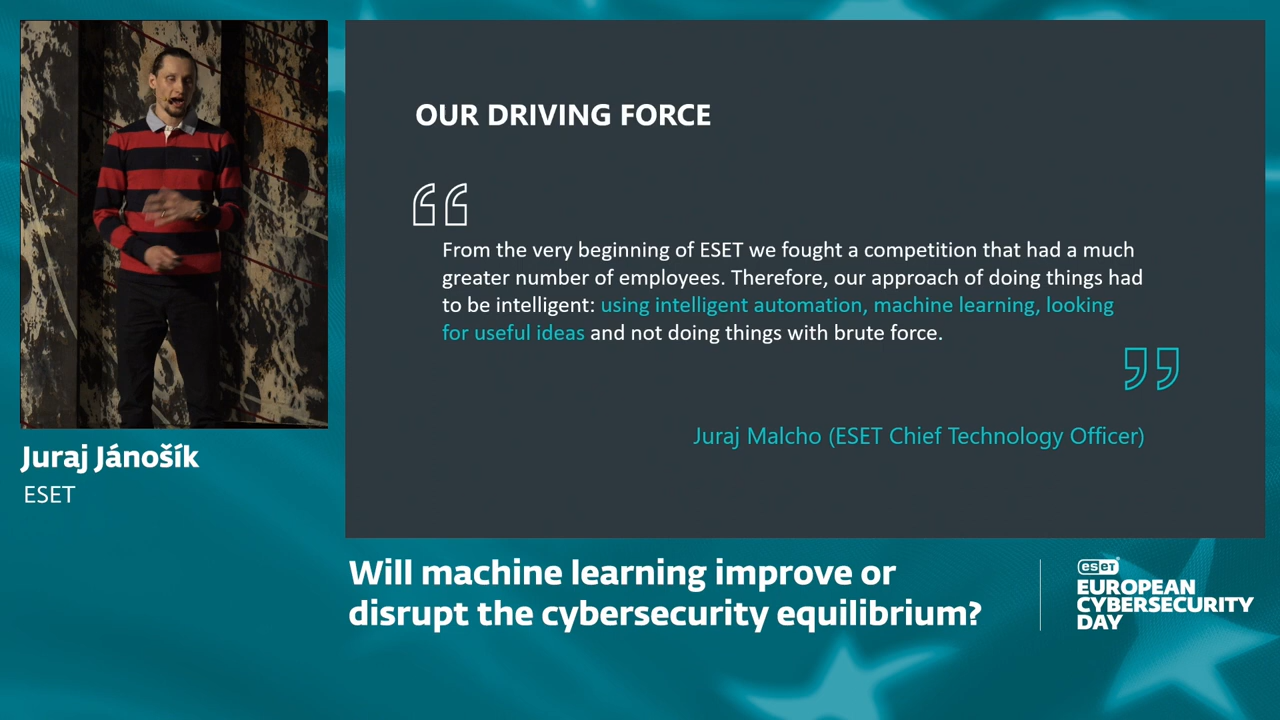 OUR DRIVING FORCE
From the very beginning of ESET we fought a competition that had a much
greater number of employees. Therefore, our approach of doing things had
to be intelligent: using intelligent automation, machine learning, looking
for useful ideas and not doing things with brute force.
Juraj Malcho (ESET Chief Technology Officer)
Juraj Jánošík
ESET
Will machine learning improve or
disrupt the cybersecurity equilibrium?
eset
EUROPEAN
CYBERSECURITY
DAY